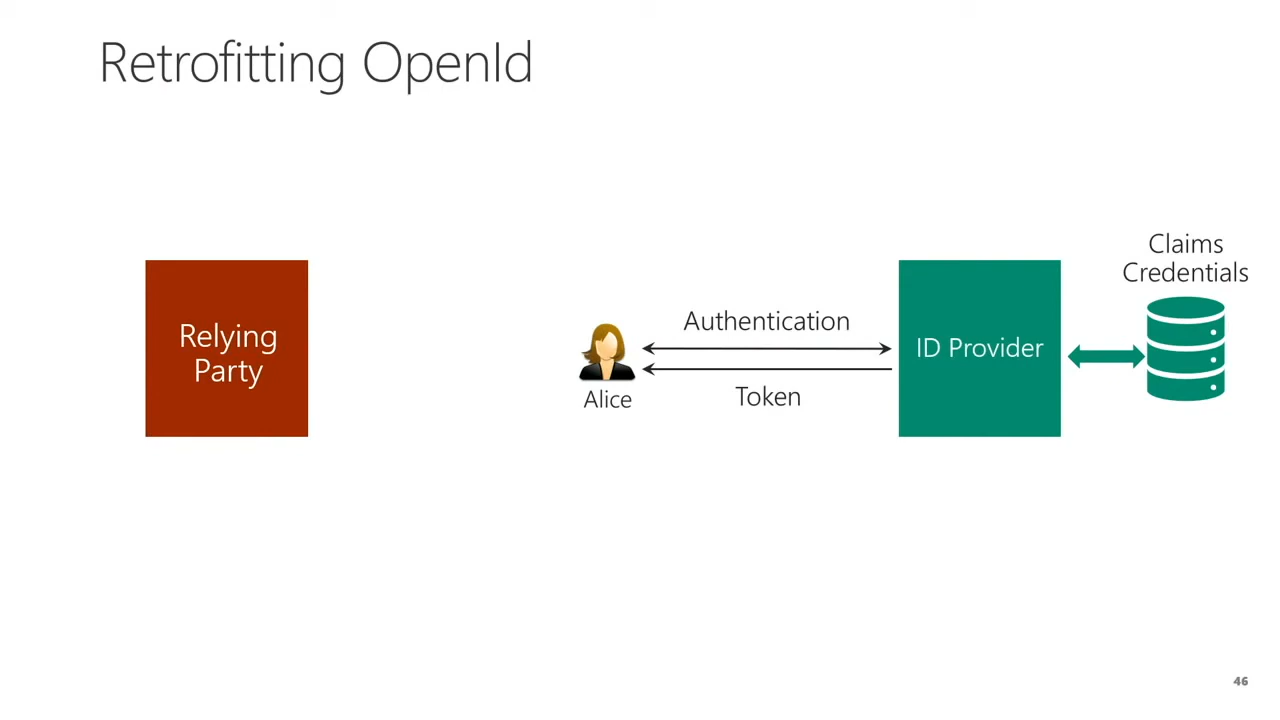 Retrofitting OpenId
Claims
Credentials
Relying
Party
Authentication
ID Provider
Alice
Token
46